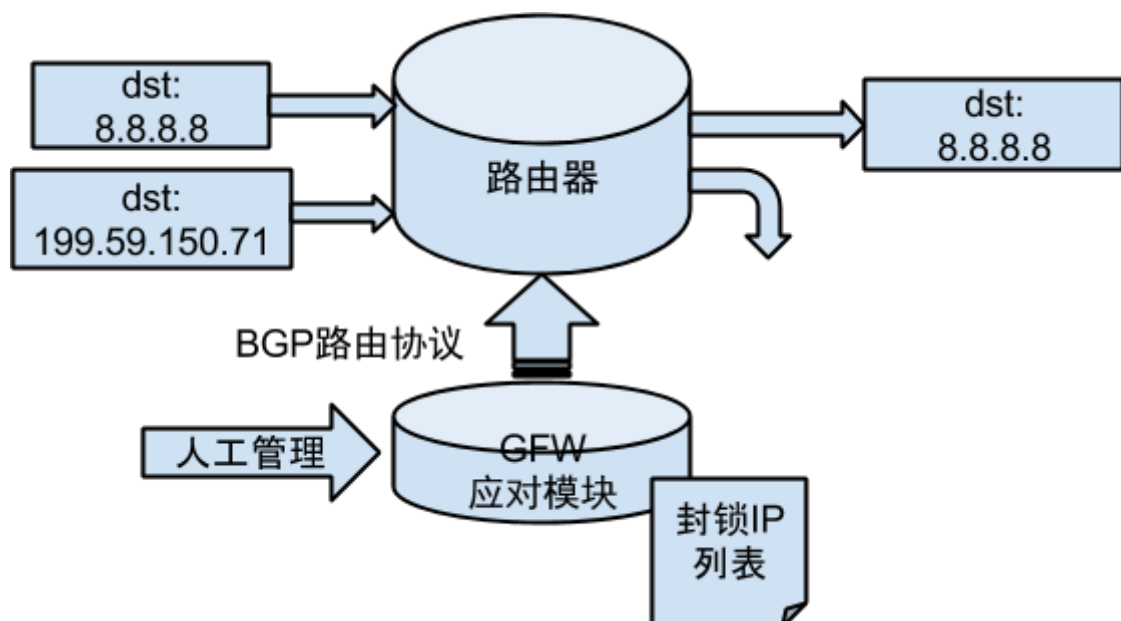 dst:
8.8.8.8
dst:
199.59.150.71
路由器
dst:
8.8.8.8
BGP路由协议
人工管理
GFW
应对模块
封锁IP
列表